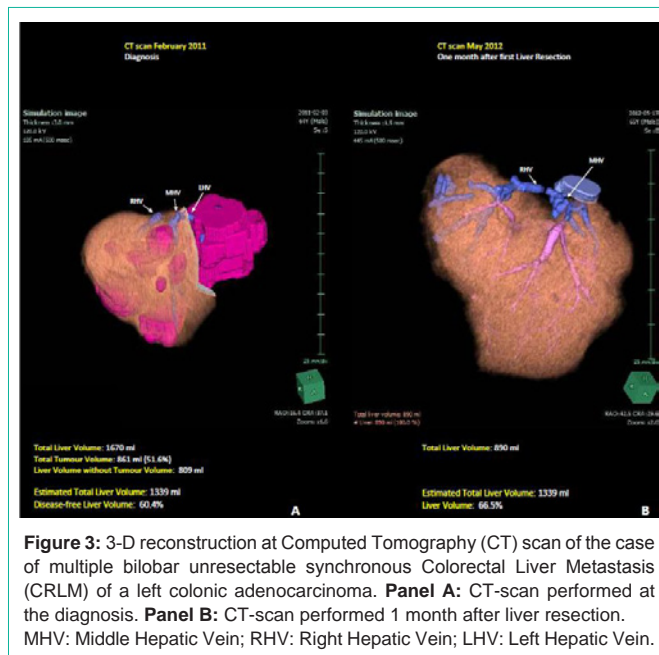 CT scan February 2011
Diagnosis
Simulation image
RHV
MHV
LHV
Total Liver Volume: 1670 ml
Total Tumour Volume: 861 ml (51.6%)
Liver Volume without Tumour Volume: 809 ml
Estimated Total Liver Volume: 1339 ml
Disease-free Liver Volume: 60.4%
A
CT scan May 2012
One month after first Liver Resection
Simulation image
RHV
MHV
Total liver volume: 890 ml
Total Liver Volume: 890 ml
Estimated Total Liver Volume: 1339 ml
Liver Volume: 66.5%
B
Figure 3: 3-D reconstruction at Computed Tomography (CT) scan of the case
of multiple bilobar unresectable synchronous Colorectal Liver Metastasis
(CRLM) of a left colonic adenocarcinoma. Panel A: CT-scan performed at
the diagnosis. Panel B: CT-scan performed 1 month after liver resection.
MHV: Middle Hepatic Vein; RHV: Right Hepatic Vein; LHV: Left Hepatic Vein.